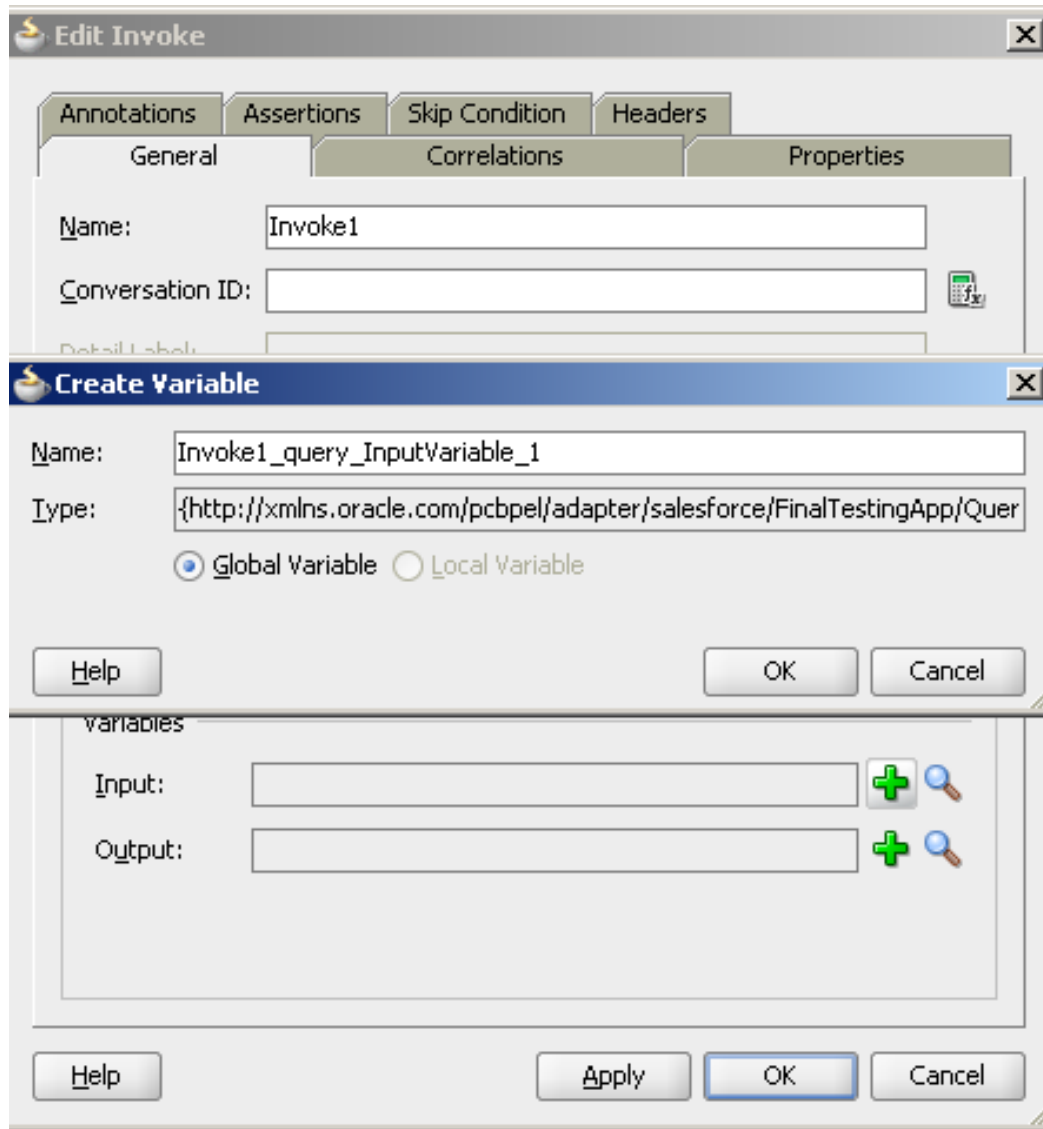 Edit Invoke
Annotations Assertions Skip Condition Headers
General Correlations Properties
Name: Invoke1
Conversation ID:
Detail Label:
Create Variable
Name: Invoke1_query_InputVariable_1
Type: {http://xmlns.oracle.com/pcbpel/adapter/salesforce/FinalTestingApp/Quer
Global Variable Local Variable
Help OK Cancel
Variables
Input:
Output:
Help Apply OK Cancel